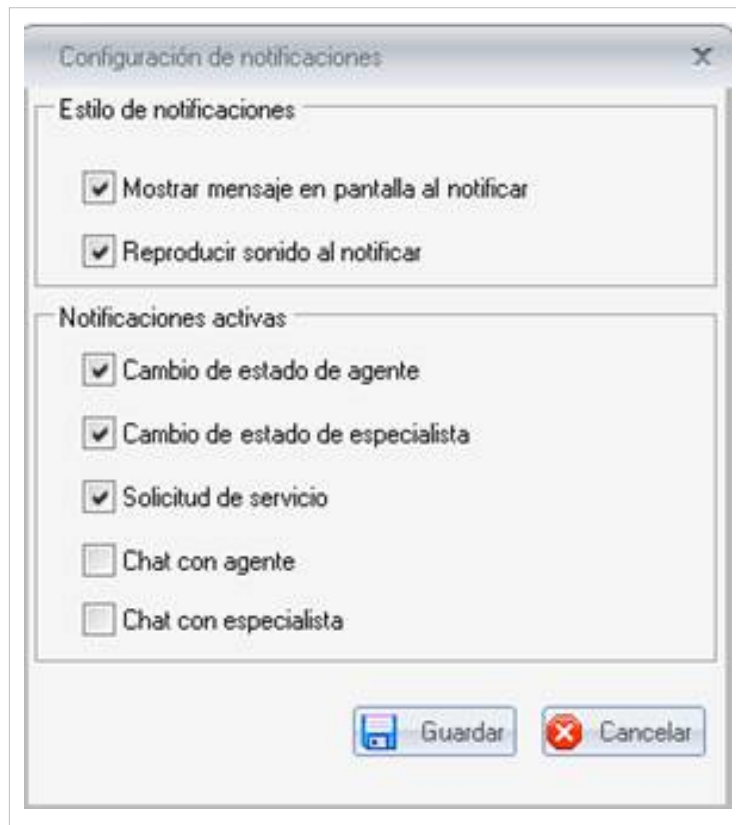 Configuración de notificaciones
Estilo de notificaciones
Mostrar mensaje en pantalla al notificar
Reproducir sonido al notificar
Notificaciones activas
Cambio de estado de agente
Cambio de estado de especialista
Solicitud de servicio
Chat con agente
Chat con especialista
Guardar Cancelar